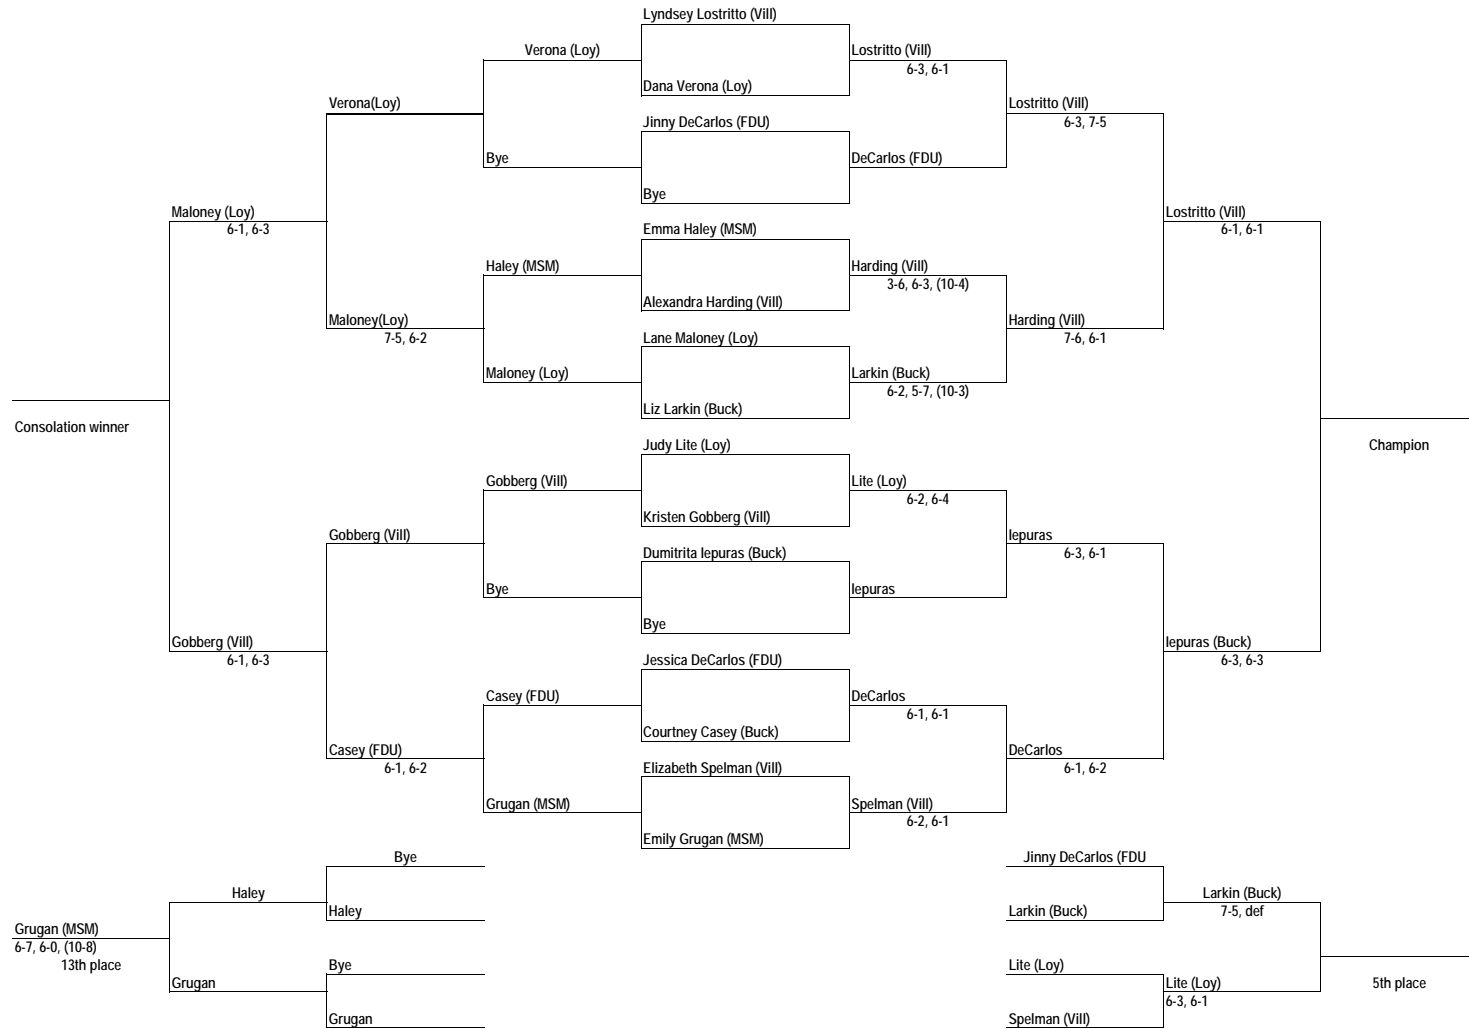 Lyndsey Lostritto (Vill)
Verona (Loy)
Lostritto (Vill)
6-3, 6-1
Dana Verona (Loy)
Verona(Loy)
Lostritto (Vill)
6-3, 7-5
Jinny DeCarlos (FDU)
Bye
DeCarlos (FDU)
Bye
Maloney (Loy)
6-1, 6-3
Lostritto (Vill)
6-1, 6-1
Emma Haley (MSM)
Haley (MSM)
Harding (Vill)
3-6, 6-3, (10-4)
Alexandra Harding (Vill)
Maloney(Loy)
7-5, 6-2
Harding (Vill)
7-6, 6-1
Lane Maloney (Loy)
Maloney (Loy)
Larkin (Buck)
6-2, 5-7, (10-3)
Liz Larkin (Buck)
Consolation winner
Champion
Judy Lite (Loy)
Gobberg (Vill)
Lite (Loy)
6-2, 6-4
Kristen Gobberg (Vill)
Gobberg (Vill)
Iepuras
6-3, 6-1
Dumitrita Iepuras (Buck)
Bye
Iepuras
Bye
Gobberg (Vill)
6-1, 6-3
Iepuras (Buck)
6-3, 6-3
Jessica DeCarlos (FDU)
Casey (FDU)
DeCarlos
6-1, 6-1
Courtney Casey (Buck)
Casey (FDU)
6-1, 6-2
DeCarlos
6-1, 6-2
Elizabeth Spelman (Vill)
Grugan (MSM)
Spelman (Vill)
6-2, 6-1
Emily Grugan (MSM)
Bye
Jinny DeCarlos (FDU
Haley
Larkin (Buck)
7-5, def
Haley
Larkin (Buck)
Grugan (MSM)
6-7, 6-0, (10-8)
13th place
Bye
Lite (Loy)
Grugan
Lite (Loy)
6-3, 6-1
5th place
Grugan
Spelman (Vill)